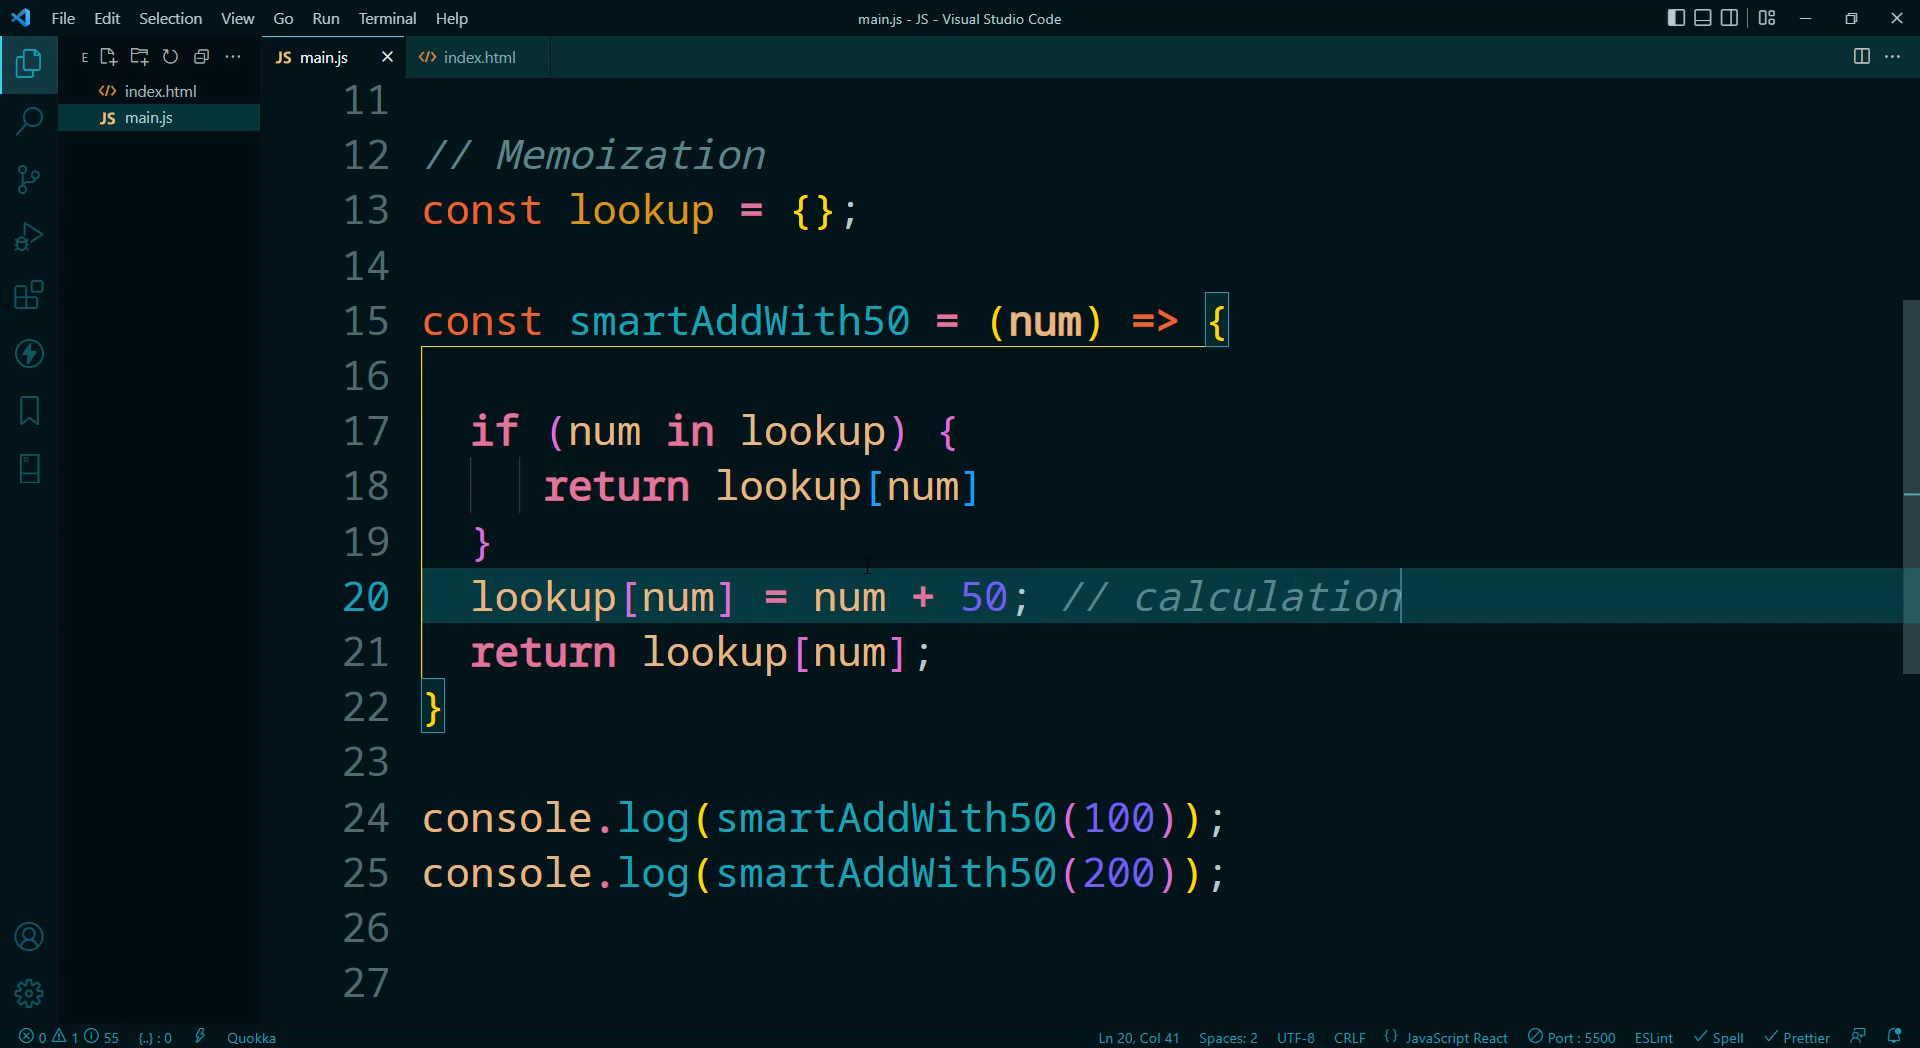 File Edit Selection View Go Run Terminal Help main.js - JS - Visual Studio Code
E
JS main.js
index.html
index.html
JS main.js
11
12 // Memoization
13 const lookup = {};
14
15 const smartAddWith50 = (num) => {
16
17 if (num in lookup) {
18 return lookup[num]
19 }
20 lookup[num] = num + 50; // calculation
21 return lookup[num];
22 }
23
24 console.log(smartAddWith50(100));
25 console.log(smartAddWith50(200));
26
27
0 1 55 {..} : 0 Quokka Ln 20, Col 41 Spaces: 2 UTF-8 CRLF {} JavaScript React Port : 5500 ESLint Spell Prettier